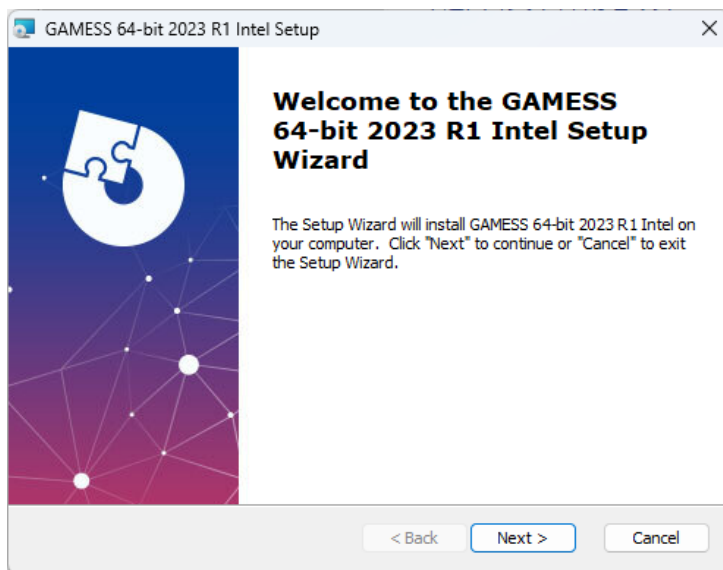 GAMESS 64-bit 2023 R1 Intel Setup
Welcome to the GAMESS
64-bit 2023 R1 Intel Setup
Wizard
The Setup Wizard will install GAMESS 64-bit 2023 R1 Intel on
your computer.  Click "Next" to continue or "Cancel" to exit
the Setup Wizard.
< Back
Next >
Cancel